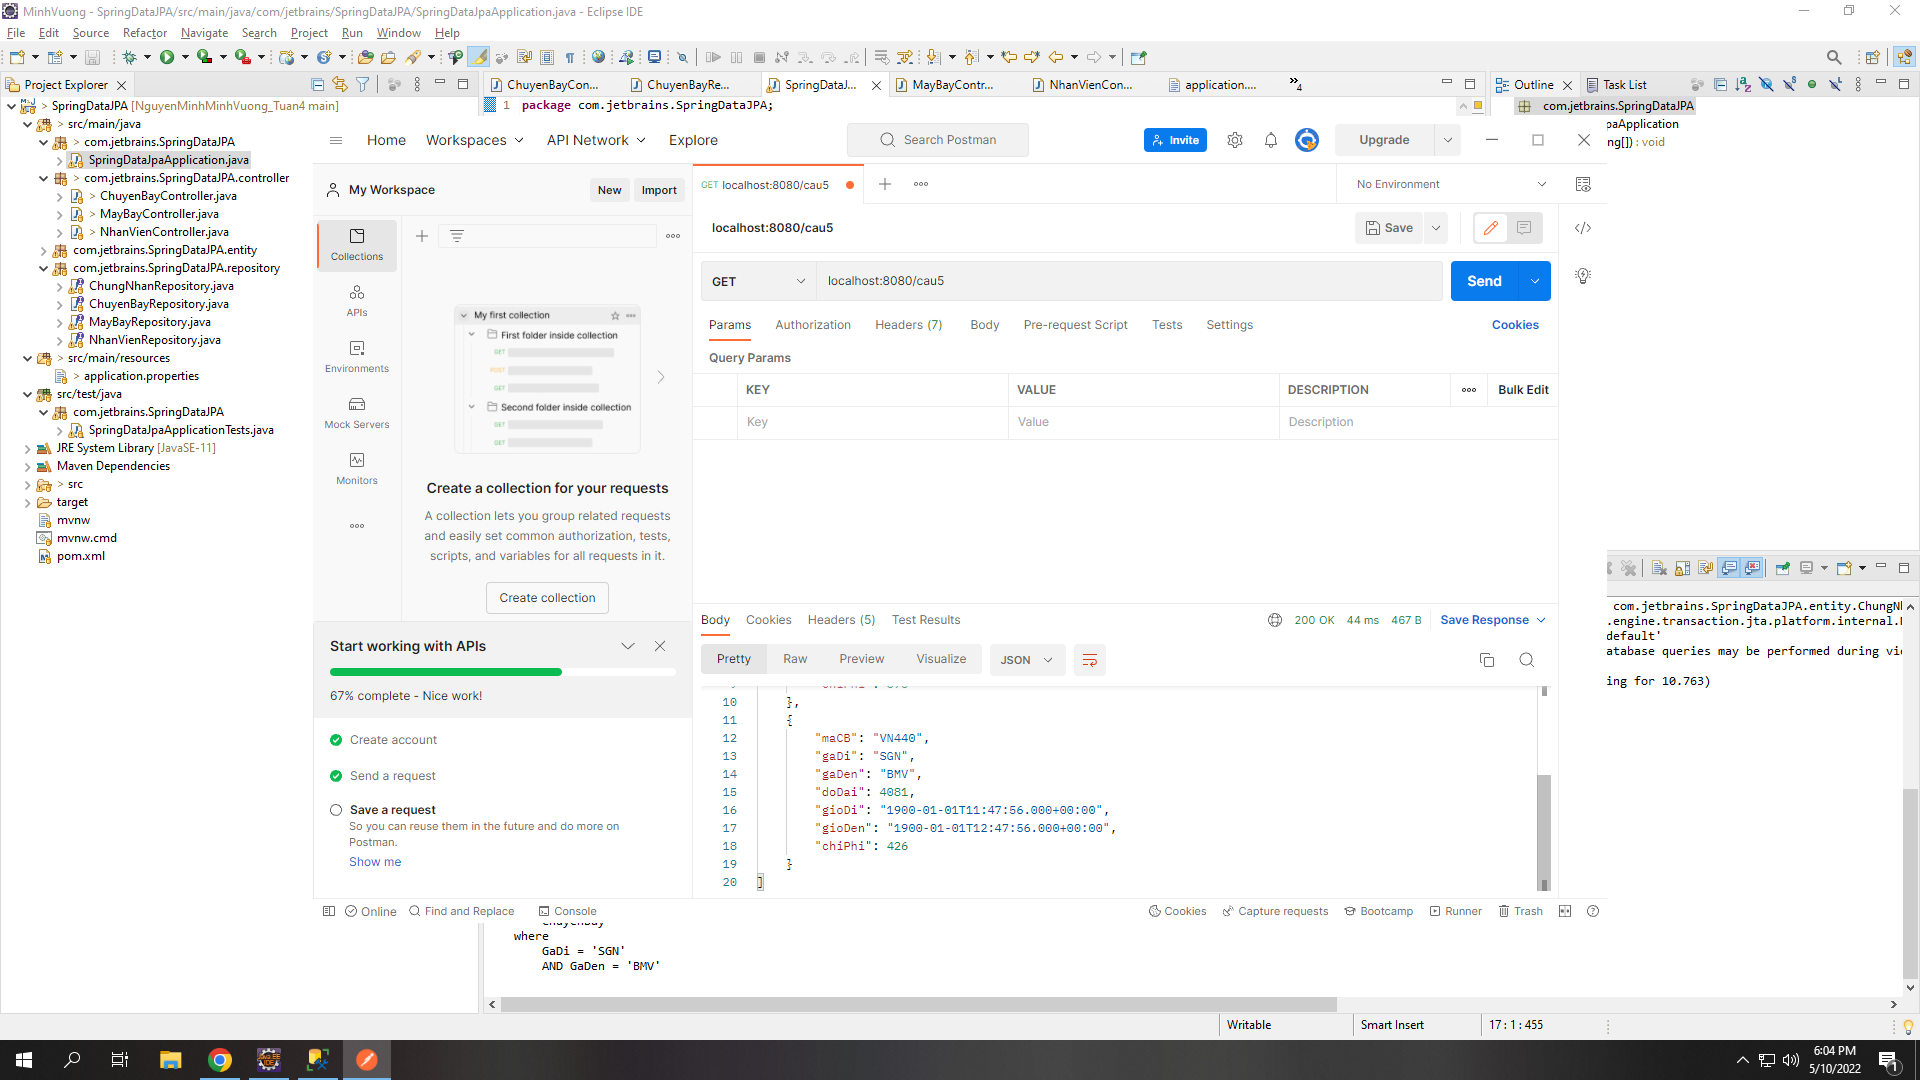 MinhVuong - SpringDataJPA/src/main/java/com/jetbrains/SpringDataJPA/SpringDataJpaApplication.java - Eclipse IDE
File Edit Source Refactor Navigate Search Project Run Window Help
Project Explorer
ChuyenBayCon...
ChuyenBayRe...
SpringDataJ...
MayBayContr...
NhanVienCon...
application....
»4
Outline
Task List
1 package com.jetbrains.SpringDataJPA;
com.jetbrains.SpringDataJPA
paApplication
ng[]) : void
> SpringDataJPA [NguyenMinhMinhVuong_Tuan4 main]
> src/main/java
> com.jetbrains.SpringDataJPA
SpringDataJpaApplication.java
> com.jetbrains.SpringDataJPA.controller
> ChuyenBayController.java
> MayBayController.java
> NhanVienController.java
com.jetbrains.SpringDataJPA.entity
com.jetbrains.SpringDataJPA.repository
ChungNhanRepository.java
ChuyenBayRepository.java
MayBayRepository.java
NhanVienRepository.java
> src/main/resources
> application.properties
src/test/java
com.jetbrains.SpringDataJPA
SpringDataJpaApplicationTests.java
JRE System Library [JavaSE-11]
Maven Dependencies
> src
target
mvnw
mvnw.cmd
pom.xml
Home Workspaces API Network Explore
Search Postman
Invite
Upgrade
My Workspace
New
Import
GET localhost:8080/cau5
No Environment
Collections
APIs
Environments
Mock Servers
Monitors
My first collection
First folder inside collection
GET
POST
GET
Second folder inside collection
GET
GET
Create a collection for your requests
A collection lets you group related requests
and easily set common authorization, tests,
scripts, and variables for all requests in it.
Create collection
Start working with APIs
67% complete - Nice work!
Create account
Send a request
Save a request
So you can reuse them in the future and do more on
Postman.
Show me
localhost:8080/cau5
Save
GET
localhost:8080/cau5
Send
Params Authorization Headers (7) Body Pre-request Script Tests Settings Cookies
Query Params
KEY VALUE DESCRIPTION Bulk Edit
Key Value Description
Body Cookies Headers (5) Test Results
200 OK 44 ms 467 B Save Response
Pretty Raw Preview Visualize JSON
10 },
11 {
12 "maCB": "VN440",
13 "gaDi": "SGN",
14 "gaDen": "BMV",
15 "doDai": 4081,
16 "gioDi": "1900-01-01T11:47:56.000+00:00",
17 "gioDen": "1900-01-01T12:47:56.000+00:00",
18 "chiPhi": 426
19 }
20 ]
Online Find and Replace Console
Cookies Capture requests Bootcamp Runner Trash
com.jetbrains.SpringDataJPA.entity.ChungNh
.engine.transaction.jta.platform.internal.
default'
atabase queries may be performed during vi
ing for 10.763)
ChuyenBay
where
GaDi = 'SGN'
AND GaDen = 'BMV'
Writable
Smart Insert
17 : 1 : 455
6:04 PM
5/10/2022
1